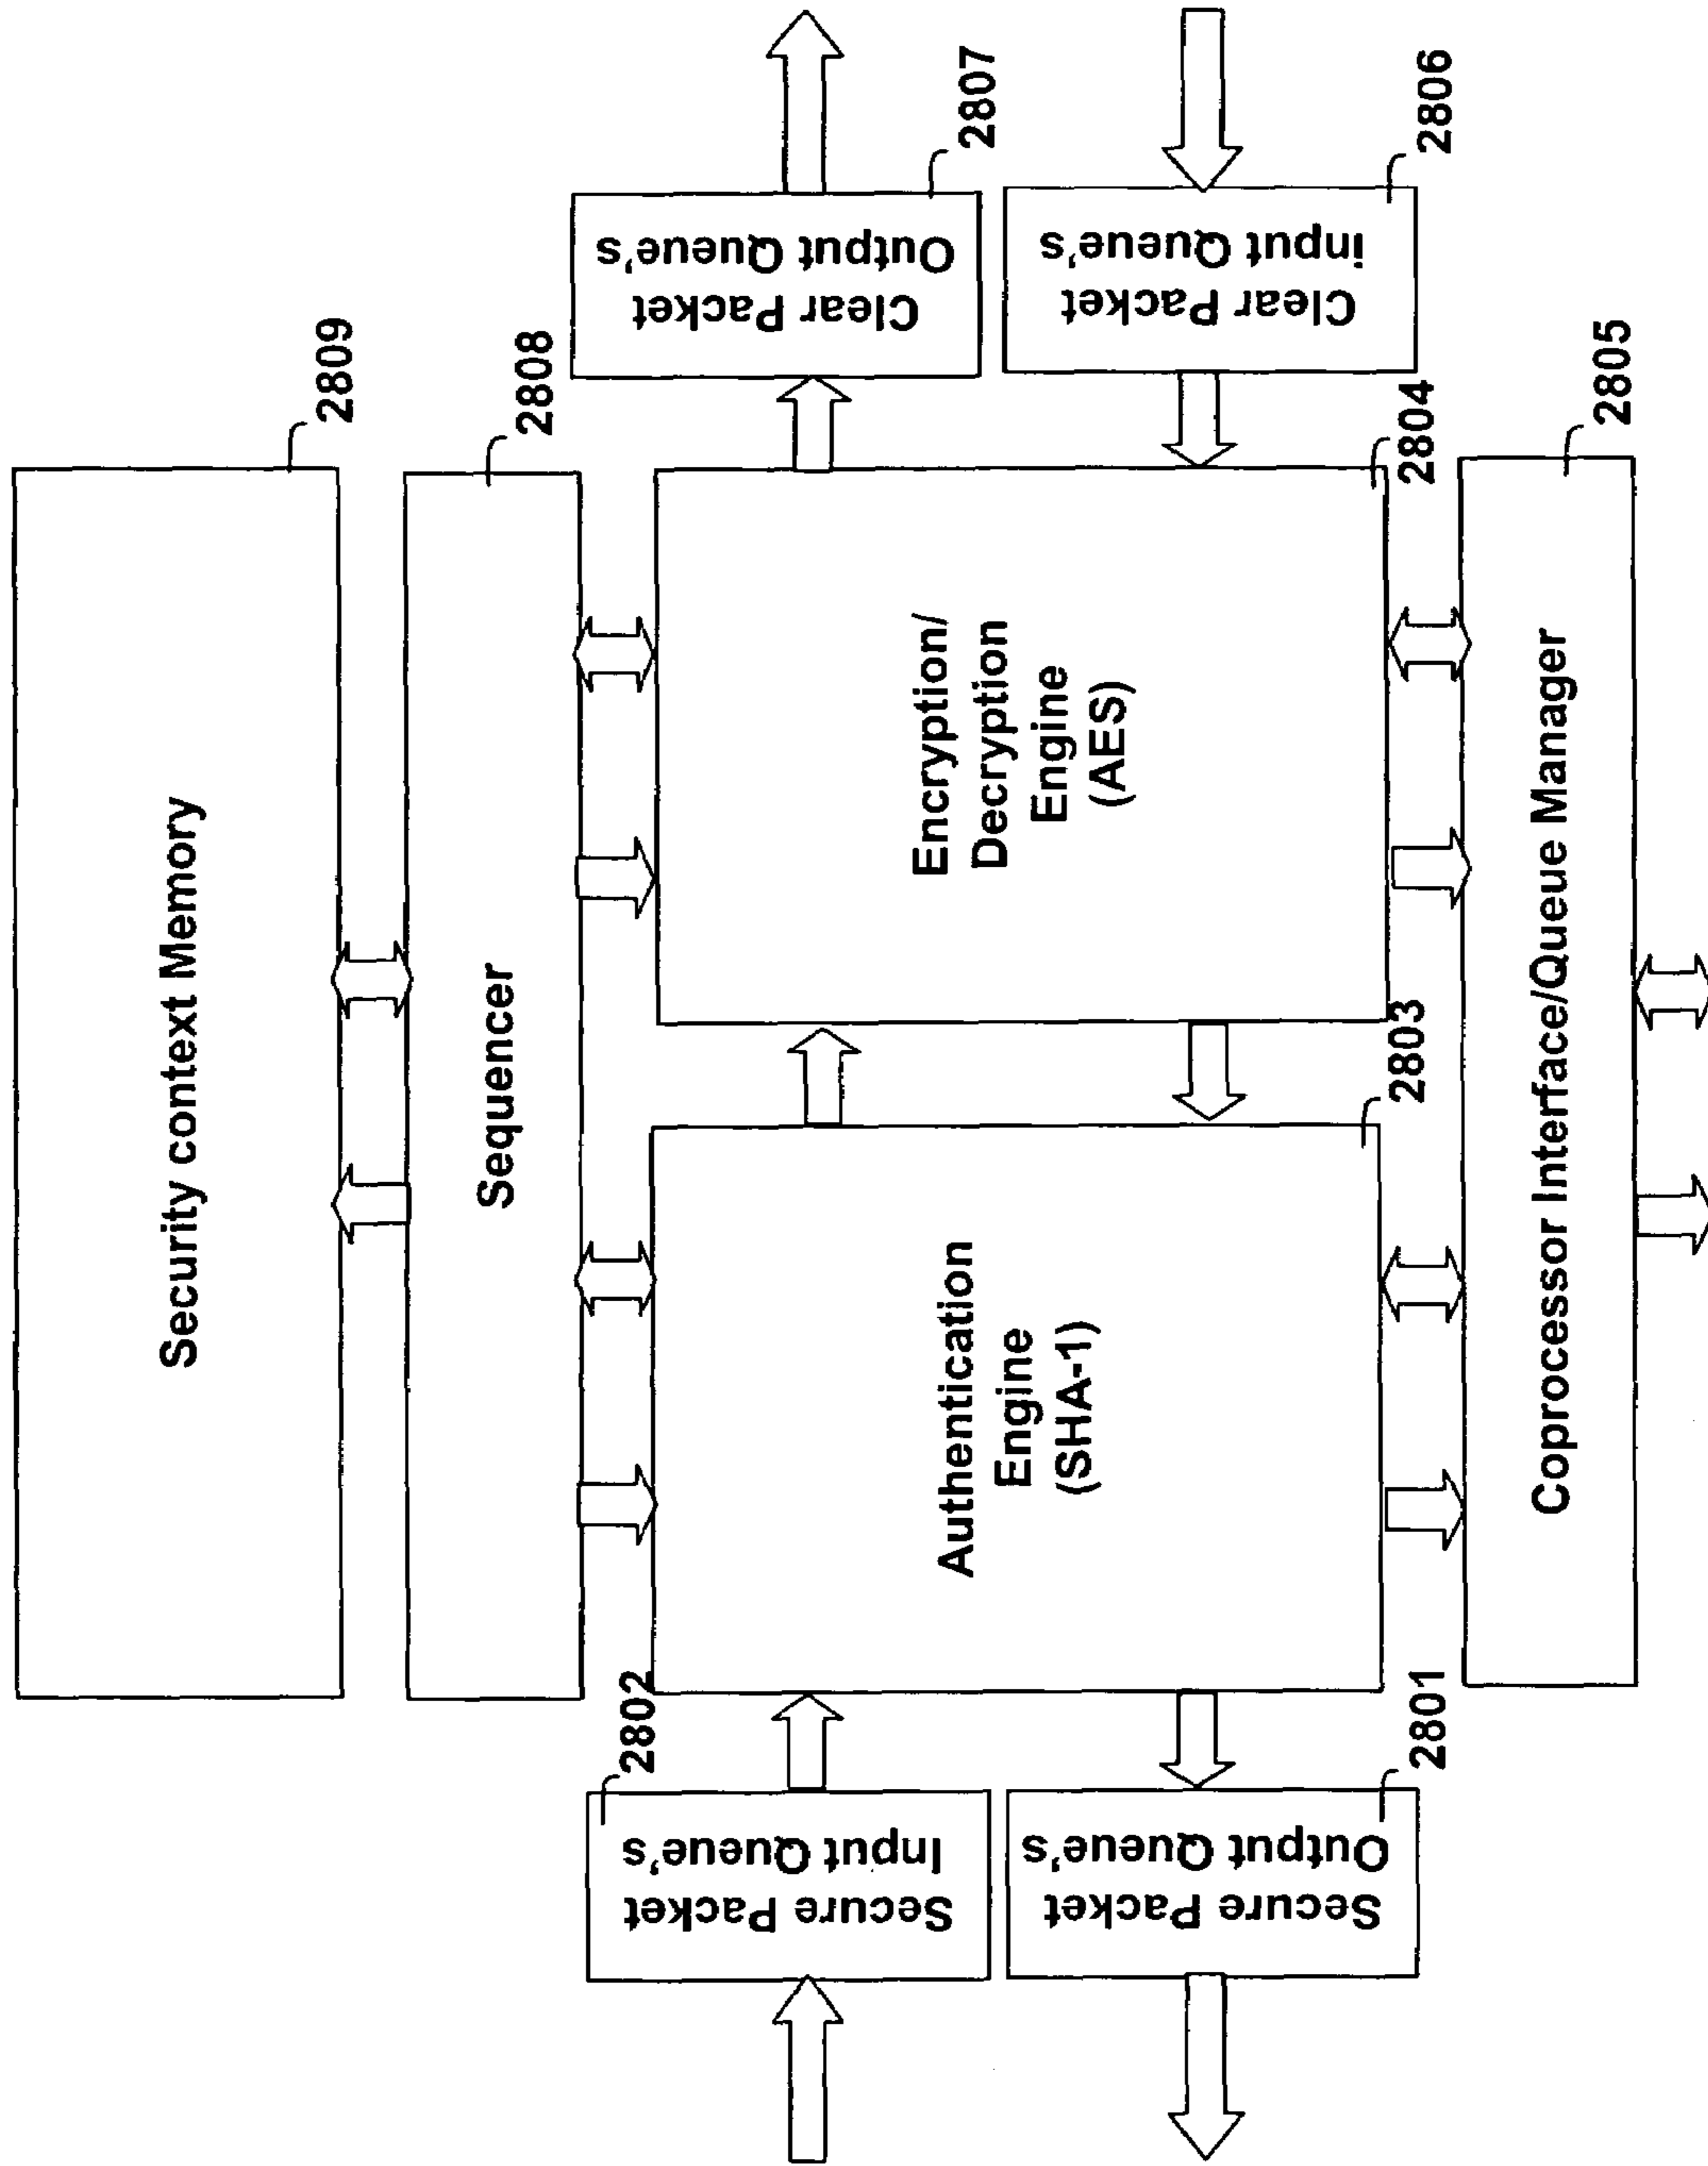 Security context Memory
2809
Sequencer
2808
Secure Packet
Input Queue's
2802
Secure Packet
Output Queue's
2801
Authentication
Engine
(SHA-1)
2803
Encryption/
Decryption
Engine
(AES)
2804
Clear Packet
Output Queue's
2807
Clear Packet
input Queue's
2806
Coprocessor Interface/Queue Manager
2805